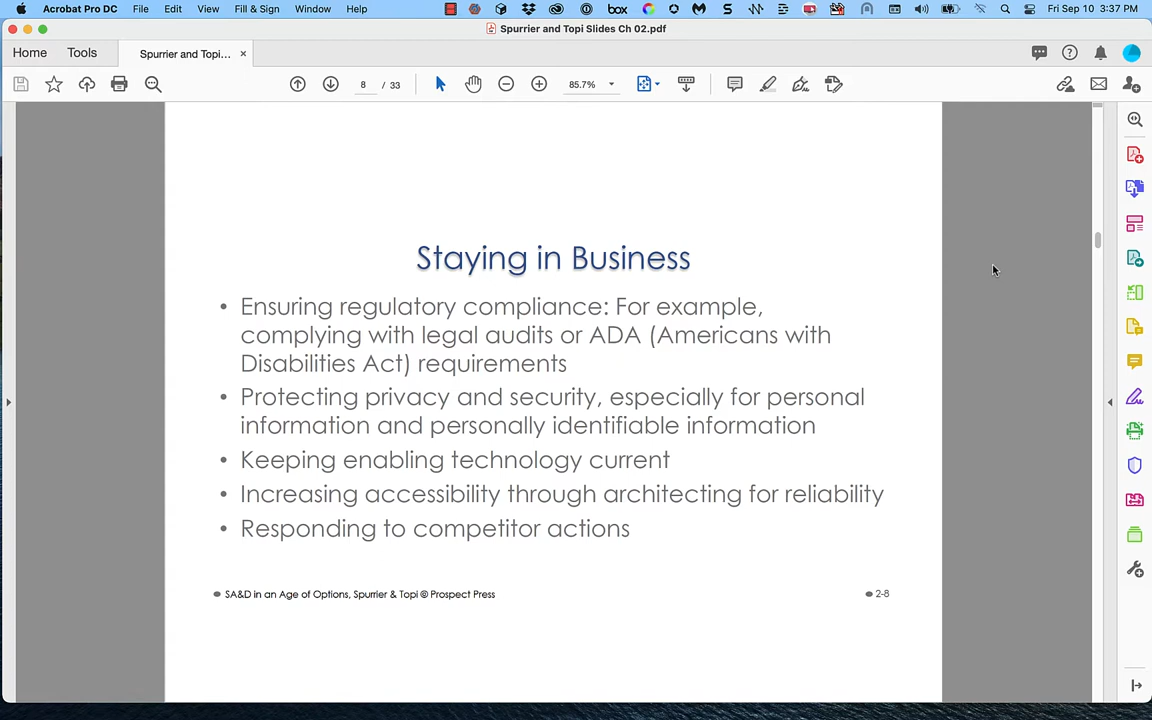 Acrobat Pro DC File Edit View Fill & Sign Window Help box S Fri Sep 10 3:37 PM
Spurrier and Topi Slides Ch 02.pdf
Home Tools Spurrier and Topi... ×
8 / 33 85.7%
Staying in Business
• Ensuring regulatory compliance: For example,
complying with legal audits or ADA (Americans with
Disabilities Act) requirements
• Protecting privacy and security, especially for personal
information and personally identifiable information
• Keeping enabling technology current
• Increasing accessibility through architecting for reliability
• Responding to competitor actions
SA&D in an Age of Options, Spurrier & Topi © Prospect Press 2-8